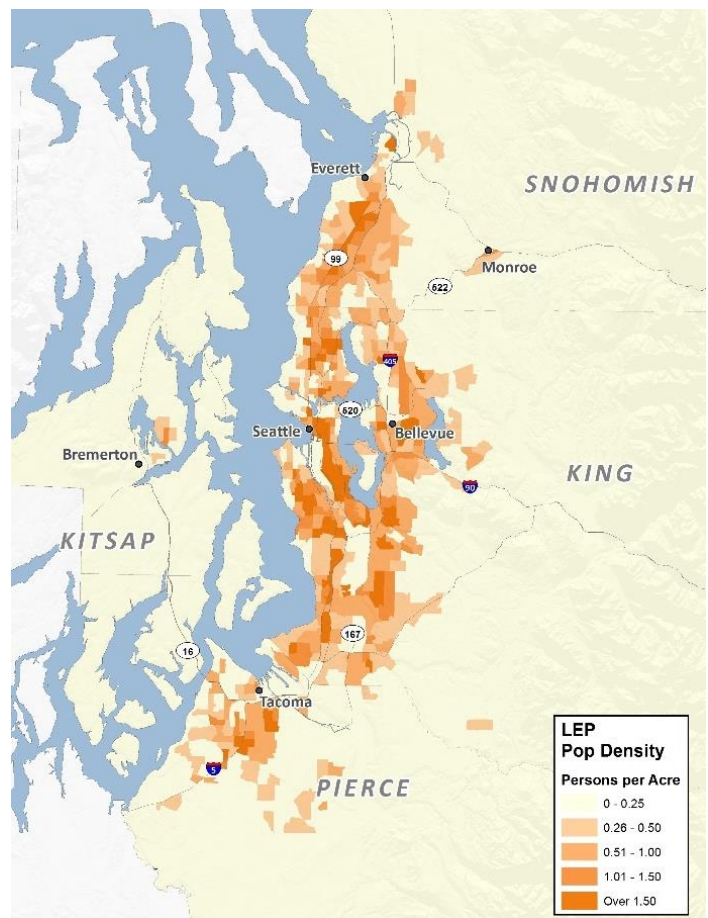 Everett
SNOHOMISH
99
Monroe
522
405
520
Seattle
Bellevue
Bremerton
KING
90
KITSAP
167
16
Tacoma
5
PIERCE
LEP
Pop Density
Persons per Acre
0 - 0.25
0.26 - 0.50
0.51 - 1.00
1.01 - 1.50
Over 1.50